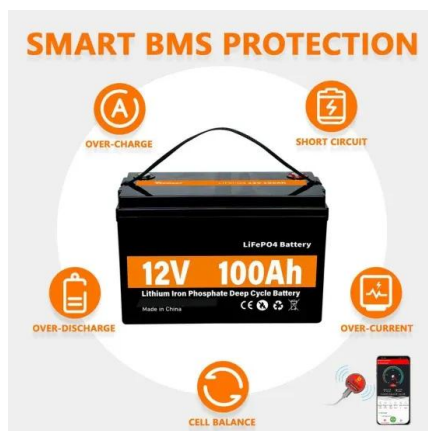 SMART BMS PROTECTION
A
OVER-CHARGE
SHORT CIRCUIT
LiFePO4 Battery
12V 100Ah
Lithium Iron Phosphate Deep Cycle Battery
Made in China
CE
OVER-DISCHARGE
OVER-CURRENT
CELL BALANCE